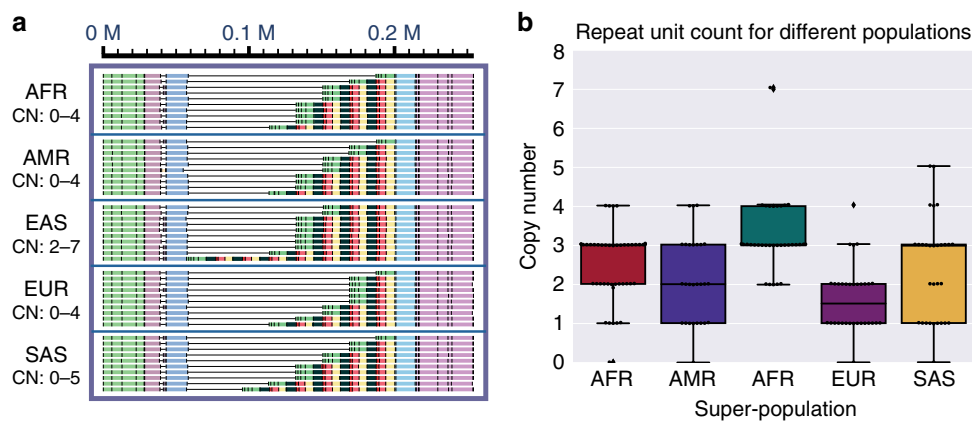 a
0 M 0.1 M 0.2 M
AFR
CN: 0–4
AMR
CN: 0–4
EAS
CN: 2–7
EUR
CN: 0–4
SAS
CN: 0–5
b
Repeat unit count for different populations
Copy number
8
7
6
5
4
3
2
1
0
AFR AMR AFR EUR SAS
Super-population